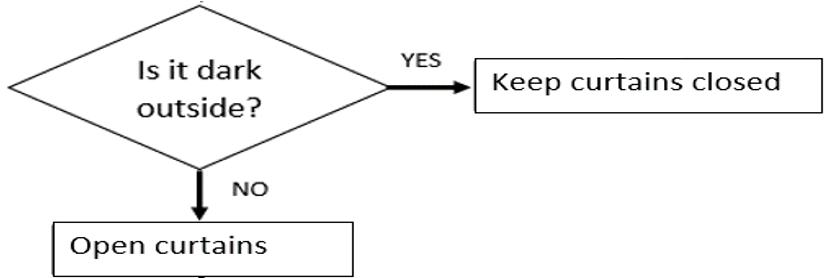 Is it dark
outside?
YES
Keep curtains closed
NO
Open curtains